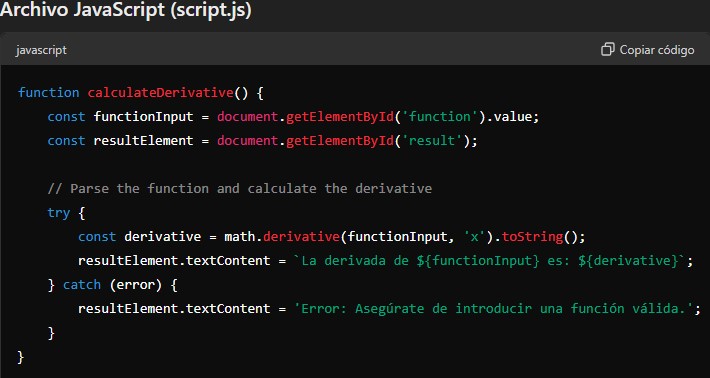 Archivo JavaScript (script.js)
javascript
Copiar código
function calculateDerivative() {
    const functionInput = document.getElementById('function').value;
    const resultElement = document.getElementById('result');

    // Parse the function and calculate the derivative
    try {
        const derivative = math.derivative(functionInput, 'x').toString();
        resultElement.textContent = `La derivada de ${functionInput} es: ${derivative}`;
    } catch (error) {
        resultElement.textContent = 'Error: Asegúrate de introducir una función válida.';
    }
}